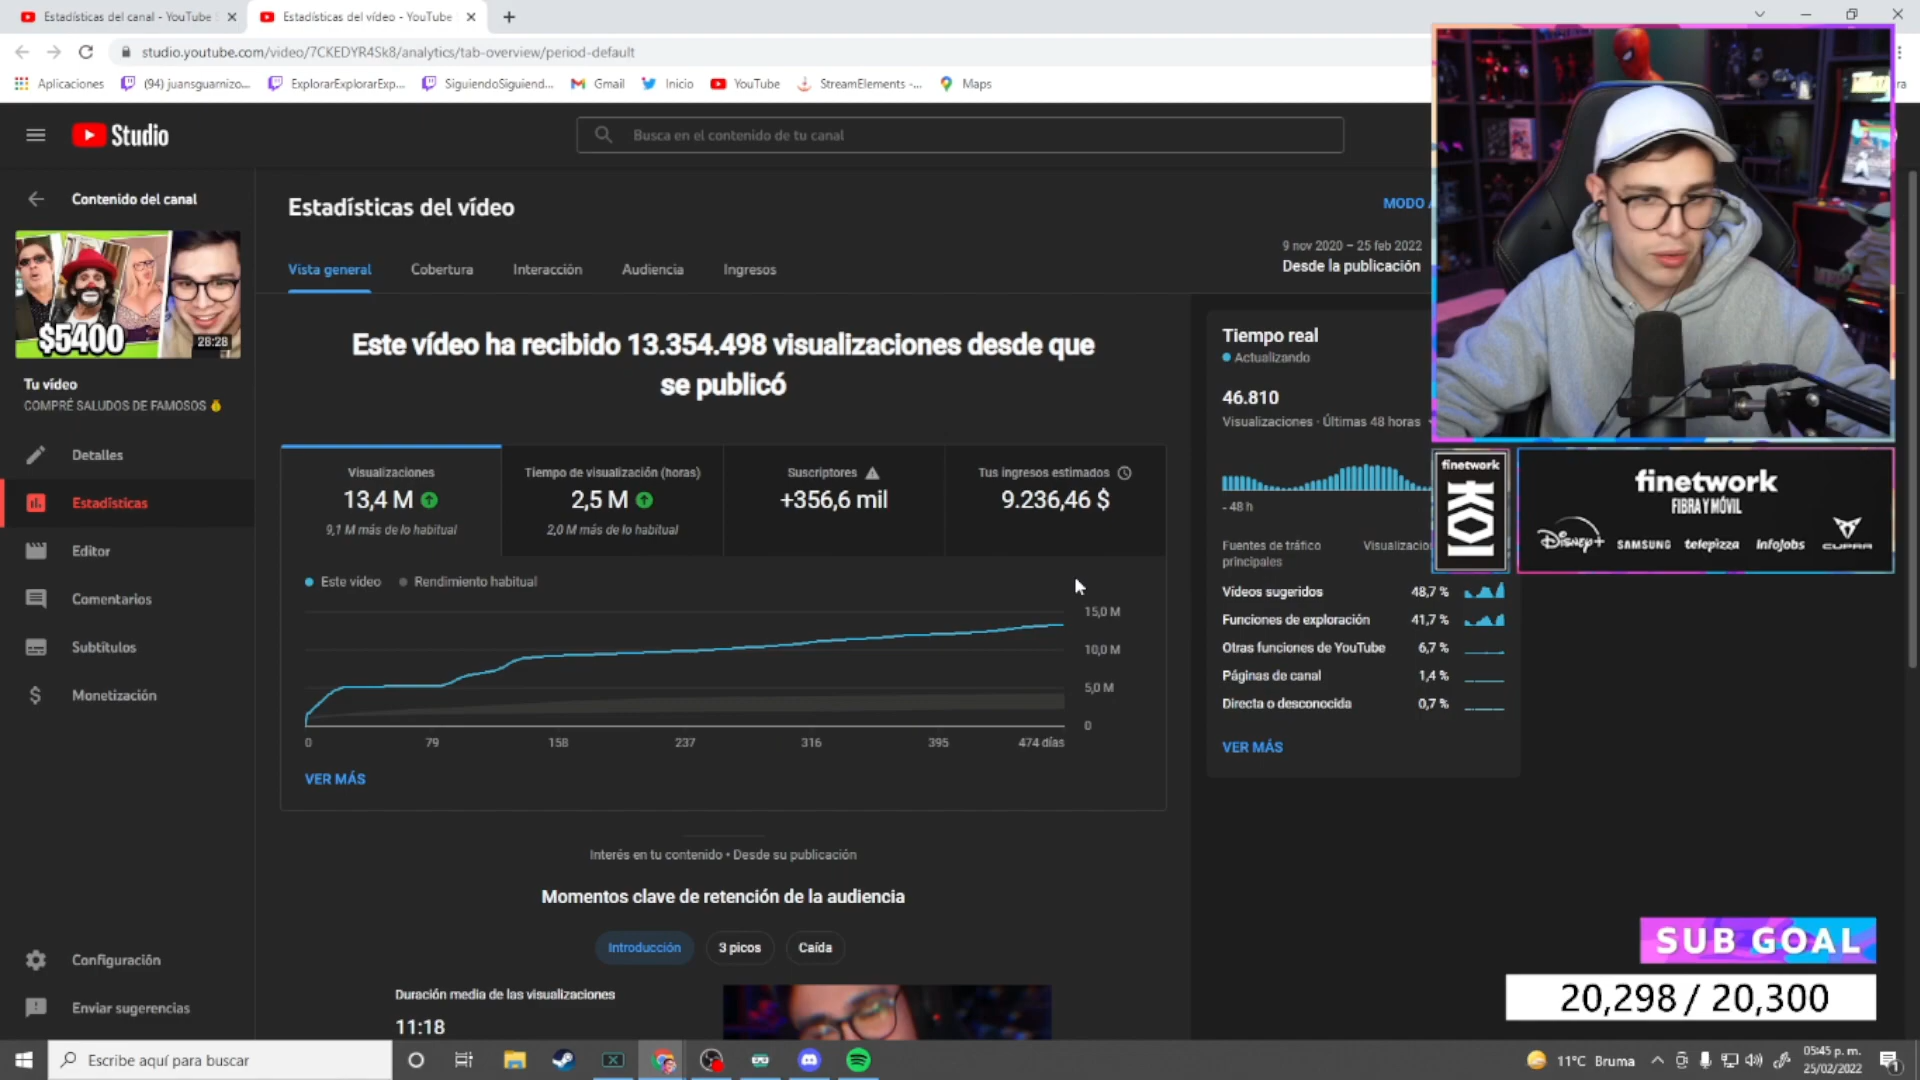 Estadísticas del canal - YouTube
Estadísticas del vídeo - YouTube
studio.youtube.com/video/7CKEDYR4Sk8/analytics/tab-overview/period-default
Aplicaciones
(94) juansguarnizo...
ExplorarExplorarExp...
SiguiendoSiguiend...
Gmail
Inicio
YouTube
StreamElements -...
Maps
Studio
Busca en el contenido de tu canal
Contenido del canal
$5400
28:28
Tu vídeo
COMPRÉ SALUDOS DE FAMOSOS
Detalles
Estadísticas
Editor
Comentarios
Subtítulos
Monetización
Configuración
Enviar sugerencias
Estadísticas del vídeo
MODO
9 nov 2020 – 25 feb 2022
Desde la publicación
Vista general
Cobertura
Interacción
Audiencia
Ingresos
Este vídeo ha recibido 13.354.498 visualizaciones desde que
se publicó
Visualizaciones
13,4 M
9,1 M más de lo habitual
Tiempo de visualización (horas)
2,5 M
2,0 M más de lo habitual
Suscriptores
+356,6 mil
Tus ingresos estimados
9.236,46 $
Este vídeo
Rendimiento habitual
15,0 M
10,0 M
5,0 M
0
0
79
158
237
316
395
474 días
VER MÁS
Interés en tu contenido • Desde su publicación
Momentos clave de retención de la audiencia
Introducción
3 picos
Caída
Duración media de las visualizaciones
11:18
Tiempo real
Actualizando
46.810
Visualizaciones · Últimas 48 horas
- 48 h
Fuentes de tráfico
principales
Vídeos sugeridos 48,7 %
Funciones de exploración 41,7 %
Otras funciones de YouTube 6,7 %
Páginas de canal 1,4 %
Directa o desconocida 0,7 %
VER MÁS
finetwork
KOI
finetwork
FIBRA Y MÓVIL
Disney+
SAMSUNG
telepizza
InfoJobs
CUPRA
SUB GOAL
20,298 / 20,300
Escribe aquí para buscar
11°C Bruma
05:45 p. m.
25/02/2022
1